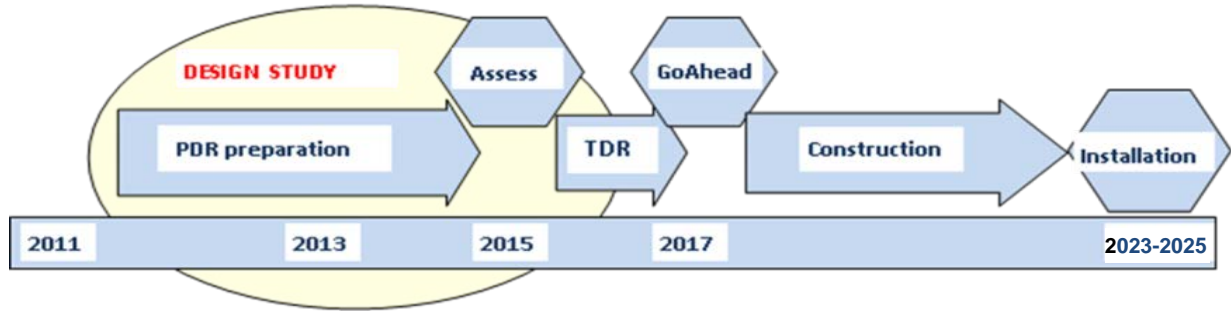 DESIGN STUDY
Assess
GoAhead
PDR preparation
TDR
Construction
Installation
2011
2013
2015
2017
2023-2025